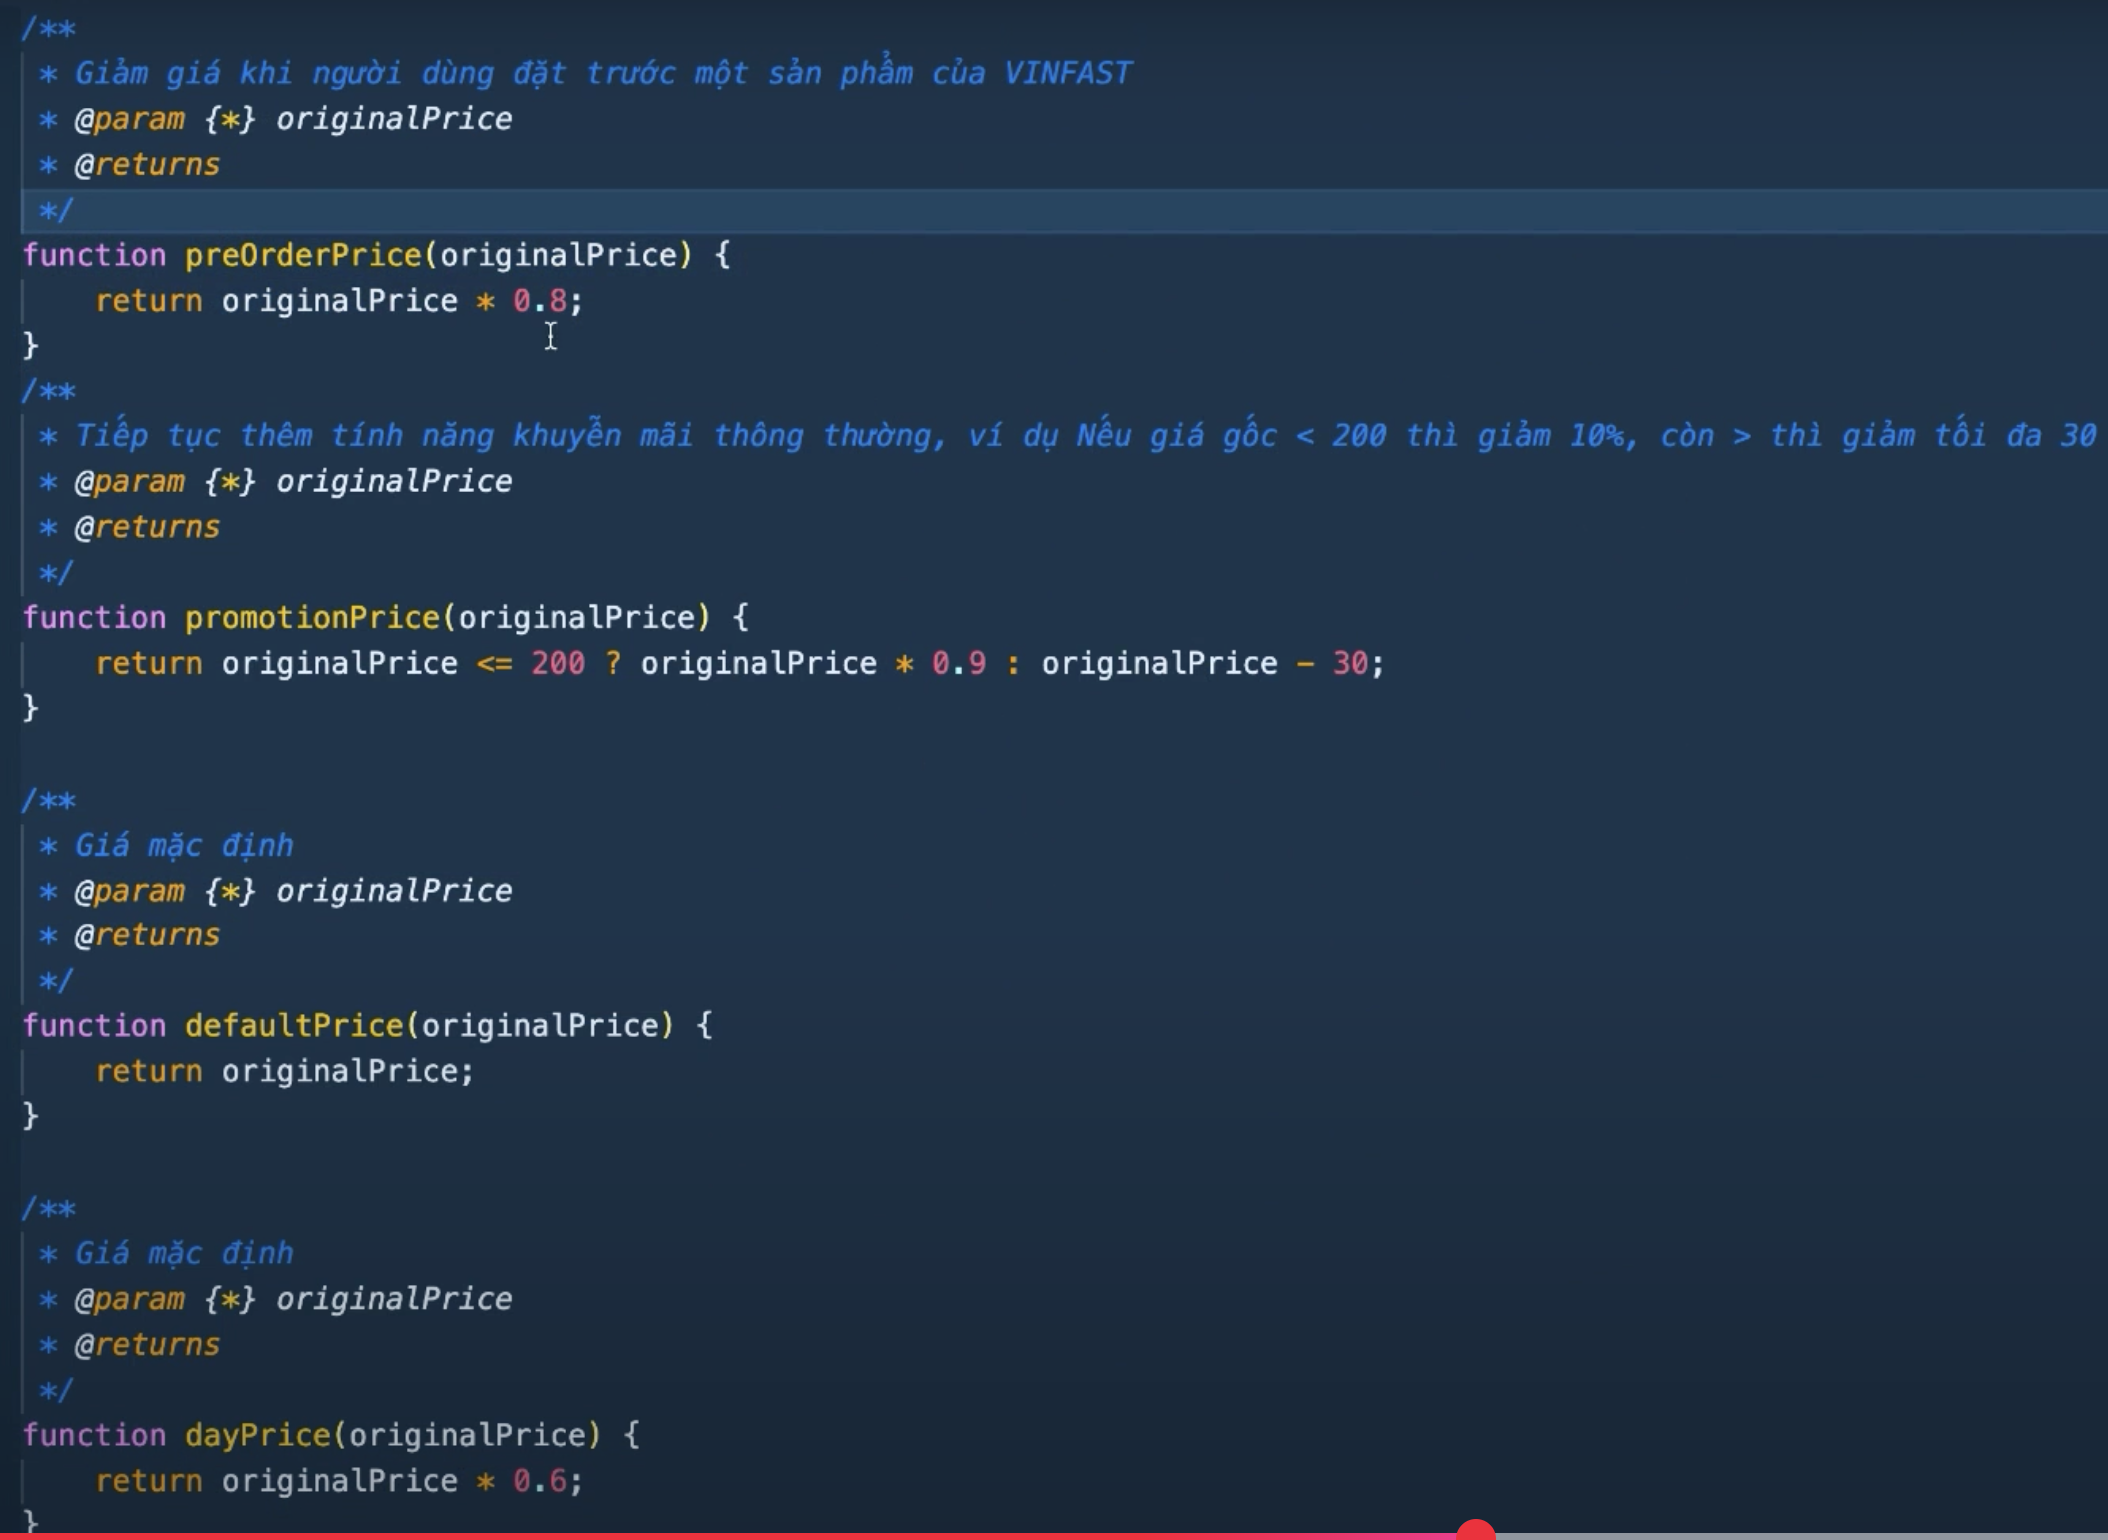 /**
* Giảm giá khi người dùng đặt trước một sản phẩm của VINFAST
* @param {*} originalPrice
* @returns
*/
function preOrderPrice(originalPrice) {
return originalPrice * 0.8;
}
/**
* Tiếp tục thêm tính năng khuyễn mãi thông thường, ví dụ Nếu giá gốc < 200 thì giảm 10%, còn > thì giảm tối đa 30
* @param {*} originalPrice
* @returns
*/
function promotionPrice(originalPrice) {
return originalPrice <= 200 ? originalPrice * 0.9 : originalPrice - 30;
}
/**
* Giá mặc định
* @param {*} originalPrice
* @returns
*/
function defaultPrice(originalPrice) {
return originalPrice;
}
/**
* Giá mặc định
* @param {*} originalPrice
* @returns
*/
function dayPrice(originalPrice) {
return originalPrice * 0.6;
}